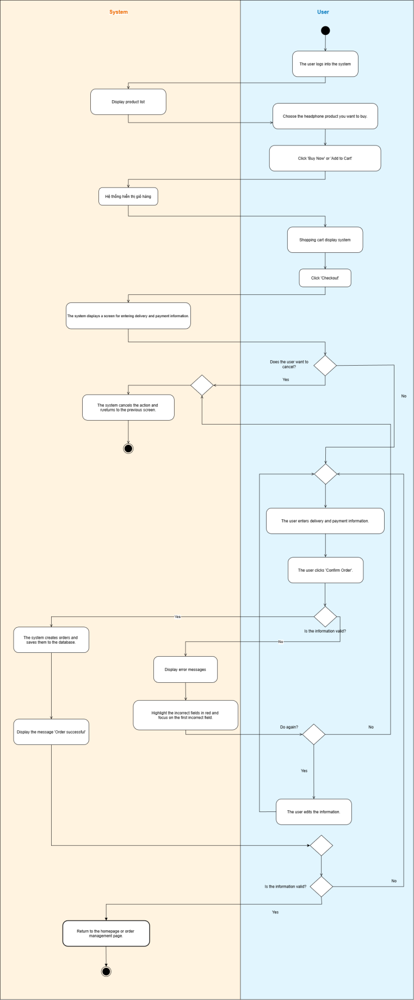 System
User
The user logs into the system
Display product list
Choose the headphone product you want to buy.
Click 'Buy Now' or 'Add to Cart'
Hệ thống hiển thị giỏ hàng
Shopping cart display system
Click 'Checkout'
The system displays a screen for entering delivery and payment information.
Does the user want to
cancel?
Yes
No
The system cancels the action and
returns to the previous screen.
The user enters delivery and payment information.
The user clicks 'Confirm Order'.
Yes
Is the information valid?
The system creates orders and
saves them to the database.
No
Display error messages
Highlight the incorrect fields in red and
focus on the first incorrect field.
Do again?
No
Display the message 'Order successful'
Yes
The user edits the information.
Is the information valid?
No
Yes
Return to the homepage or order
management page.